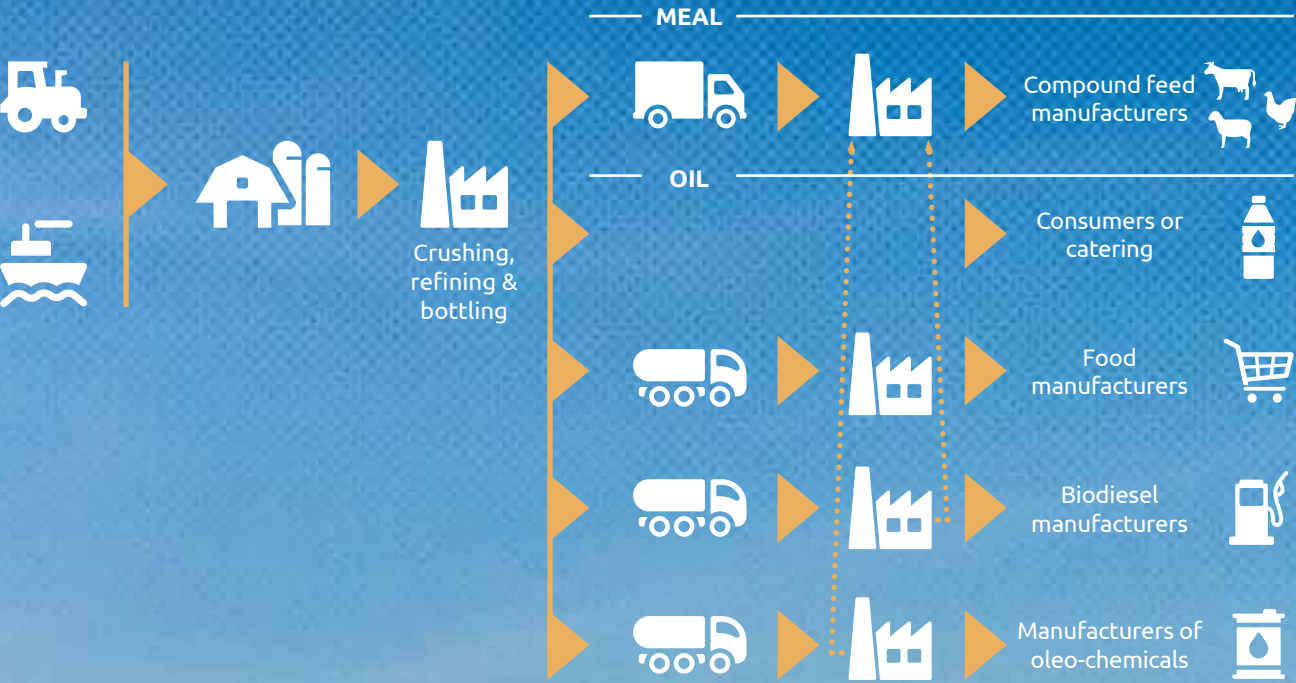 MEAL
Compound feed
manufacturers
OIL
Consumers or
catering
Crushing,
refining &
bottling
Food
manufacturers
Biodiesel
manufacturers
Manufacturers of
oleo-chemicals